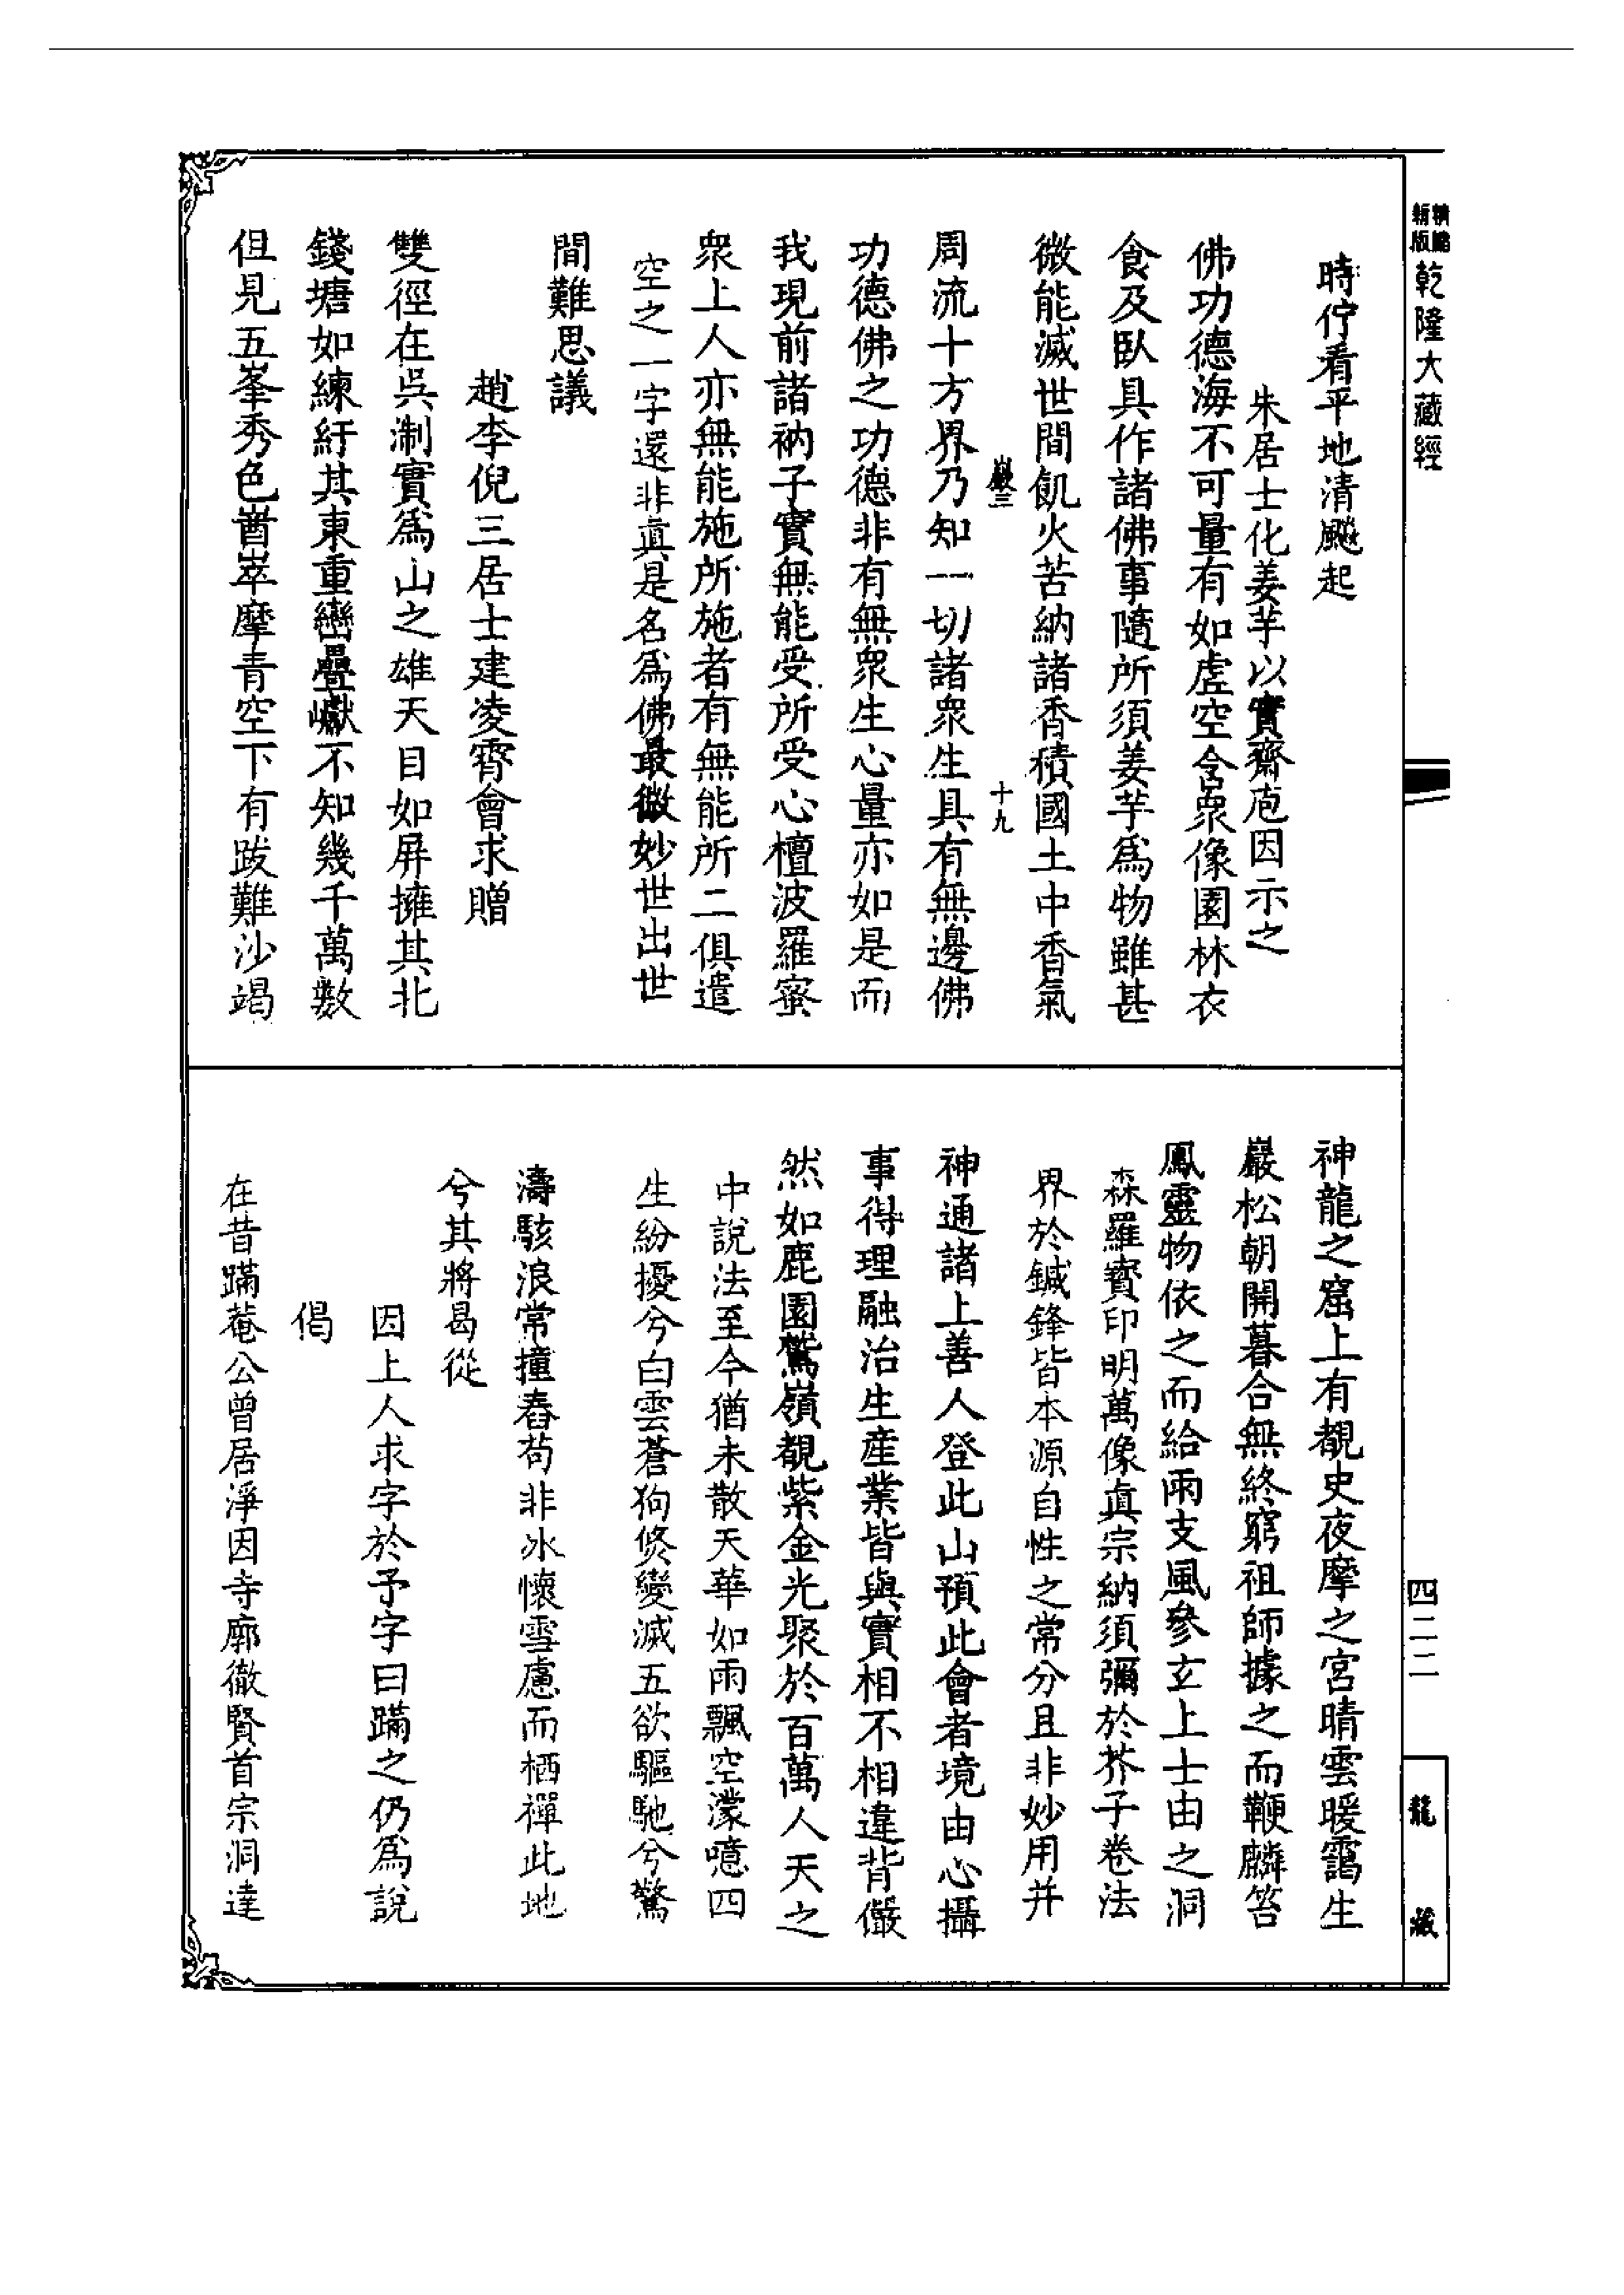 新版
精縮
乾隆大藏經
時佇看平地清颷起
朱居士化姜芋以實齋庖因示之
佛功德海不可量有如虛空含衆像園林衣
食及臥具作諸佛事隨所須姜芋爲物雖甚
微能滅世間飢火苦納諸香積國土中香氣
巖三
十九
周流十方界乃知一切諸衆生具有無邊佛
功德佛之功德非有無衆生心量亦如是而
我現前諸衲子實無能受所受心檀波羅蜜
衆上人亦無能施所施者有無能所二俱遣
空之一字還非眞是名爲佛最微妙世出世
間難思議
趙李倪三居士建凌霄會求贈
雙徑在吳淛實爲山之雄天目如屏擁其北
錢塘如練紆其東重巒疊巘不知幾千萬數
但見五峯秀色崷崒摩青空下有跋難沙竭
神龍之窟上有覩史夜摩之宮晴雲暖靄生
巖松朝開暮合無終窮祖師據之而鞭麟笞
鳳靈物依之而給雨支風參玄上士由之洞
森羅寶印明萬像眞宗納須彌於芥子卷法
界於鍼鋒皆本源自性之常分且非妙用并
神通諸上善人登此山預此會者境由心攝
事得理融治生産業皆與實相不相違背儼
然如鹿園鷲嶺覩紫金光聚於百萬人天之
中說法至今猶未散天華如雨飄空濛噫四
生紛擾兮白雲蒼狗倐變滅五欲驅馳兮驚
濤駭浪常撞舂苟非冰懷雪慮而栖禪此地
兮其將曷從
因上人求字於予字曰蹣之仍爲說
偈
在昔蹣菴公曾居淨因寺廓徹賢首宗洞達
四二二
龍藏